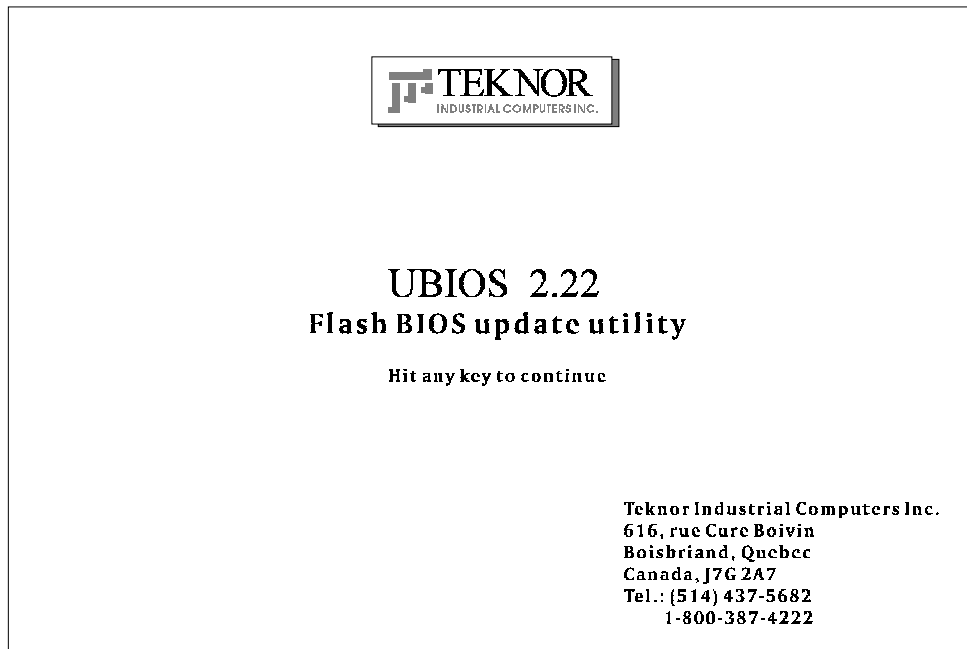 TEKNOR
INDUSTRIAL COMPUTERS INC.
UBIOS 2.22
Flash BIOS update utility
Hit any key to continue
Teknor Industrial Computers Inc.
616, rue Cure Boivin
Boisbriand, Quebec
Canada, J7G 2A7
Tel.: (514) 437-5682
1-800-387-4222